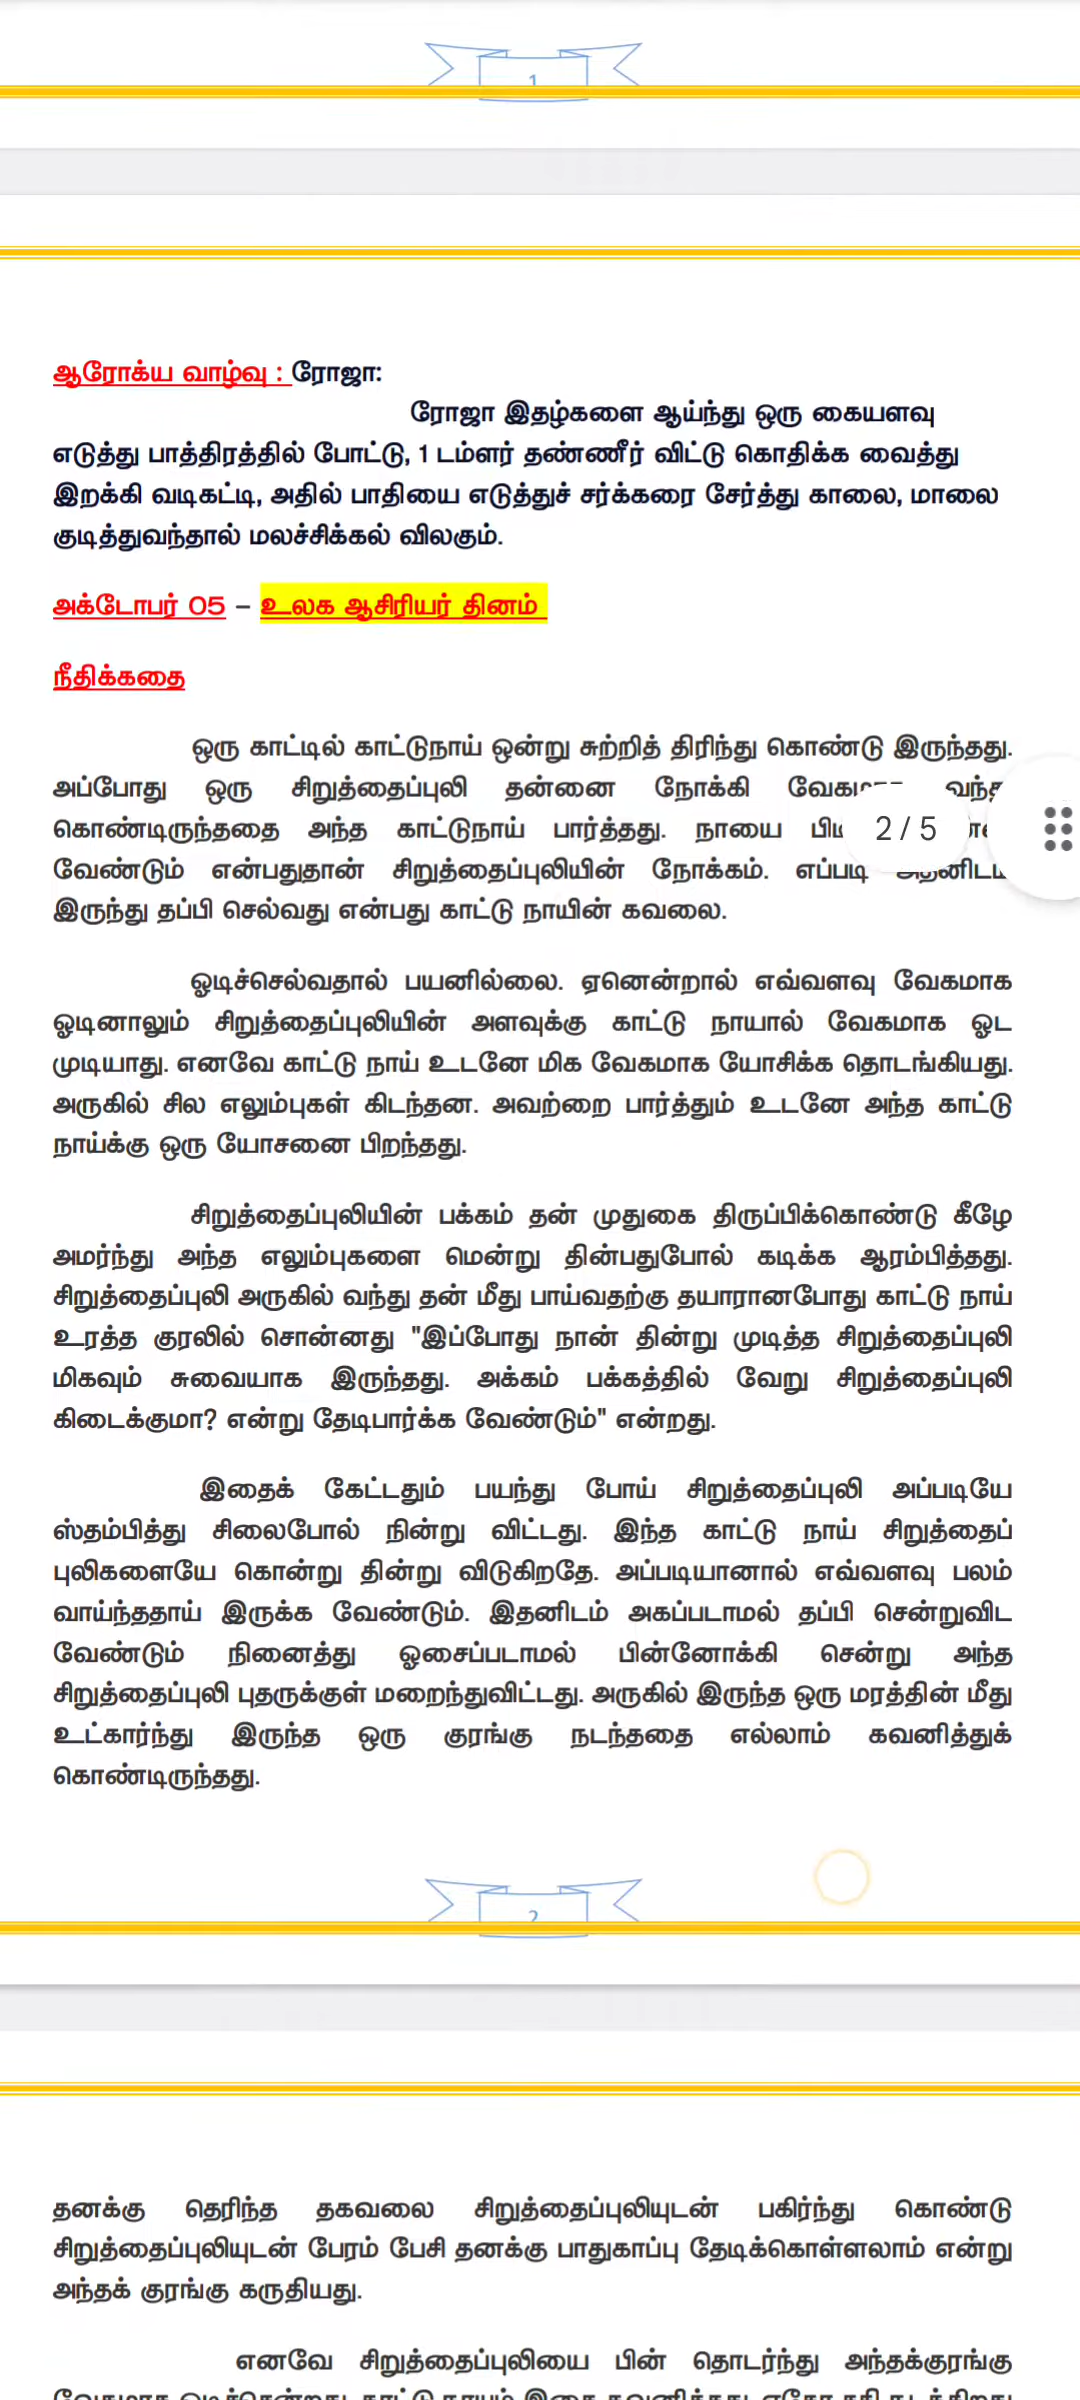 1
ஆரோக்ய வாழ்வு : ரோஜா:
ரோஜா இதழ்களை ஆய்ந்து ஒரு கையளவு
எடுத்து பாத்திரத்தில் போட்டு, 1 டம்ளர் தண்ணீர் விட்டு கொதிக்க வைத்து
இறக்கி வடிகட்டி, அதில் பாதியை எடுத்துச் சர்க்கரை சேர்த்து காலை, மாலை
குடித்துவந்தால் மலச்சிக்கல் விலகும்.
அக்டோபர் 05 – உலக ஆசிரியர் தினம்
நீதிக்கதை
ஒரு காட்டில் காட்டுநாய் ஒன்று சுற்றித் திரிந்து கொண்டு இருந்தது.
அப்போது ஒரு சிறுத்தைப்புலி தன்னை நோக்கி
கொண்டிருந்ததை அந்த காட்டுநாய் பார்த்தது. நாயை
2 / 5
வேண்டும் என்பதுதான் சிறுத்தைப்புலியின் நோக்கம். எப்படி
இருந்து தப்பி செல்வது என்பது காட்டு நாயின் கவலை.
ஓடிச்செல்வதால் பயனில்லை. ஏனென்றால் எவ்வளவு வேகமாக
ஓடினாலும் சிறுத்தைப்புலியின் அளவுக்கு காட்டு நாயால் வேகமாக ஓட
முடியாது. எனவே காட்டு நாய் உடனே மிக வேகமாக யோசிக்க தொடங்கியது.
அருகில் சில எலும்புகள் கிடந்தன. அவற்றை பார்த்தும் உடனே அந்த காட்டு
நாய்க்கு ஒரு யோசனை பிறந்தது.
சிறுத்தைப்புலியின் பக்கம் தன் முதுகை திருப்பிக்கொண்டு கீழே
அமர்ந்து அந்த எலும்புகளை மென்று தின்பதுபோல் கடிக்க ஆரம்பித்தது.
சிறுத்தைப்புலி அருகில் வந்து தன் மீது பாய்வதற்கு தயாரானபோது காட்டு நாய்
உரத்த குரலில் சொன்னது "இப்போது நான் தின்று முடித்த சிறுத்தைப்புலி
மிகவும் சுவையாக இருந்தது. அக்கம் பக்கத்தில் வேறு சிறுத்தைப்புலி
கிடைக்குமா? என்று தேடிபார்க்க வேண்டும்" என்றது.
இதைக் கேட்டதும் பயந்து போய் சிறுத்தைப்புலி அப்படியே
ஸ்தம்பித்து சிலைபோல் நின்று விட்டது. இந்த காட்டு நாய் சிறுத்தைப்
புலிகளையே கொன்று தின்று விடுகிறதே. அப்படியானால் எவ்வளவு பலம்
வாய்ந்ததாய் இருக்க வேண்டும். இதனிடம் அகப்படாமல் தப்பி சென்றுவிட
வேண்டும் நினைத்து ஓசைப்படாமல் பின்னோக்கி சென்று அந்த
சிறுத்தைப்புலி புதருக்குள் மறைந்துவிட்டது. அருகில் இருந்த ஒரு மரத்தின் மீது
உட்கார்ந்து இருந்த ஒரு குரங்கு நடந்ததை எல்லாம் கவனித்துக்
கொண்டிருந்தது.
2
தனக்கு தெரிந்த தகவலை சிறுத்தைப்புலியுடன் பகிர்ந்து கொண்டு
சிறுத்தைப்புலியுடன் பேரம் பேசி தனக்கு பாதுகாப்பு தேடிக்கொள்ளலாம் என்று
அந்தக் குரங்கு கருதியது.
எனவே சிறுத்தைப்புலியை பின் தொடர்ந்து அந்தக்குரங்கு